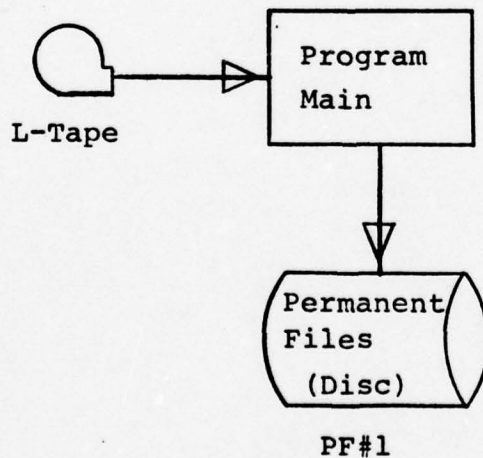 Program
Main
L-Tape
Permanent
Files
(Disc)
PF#1